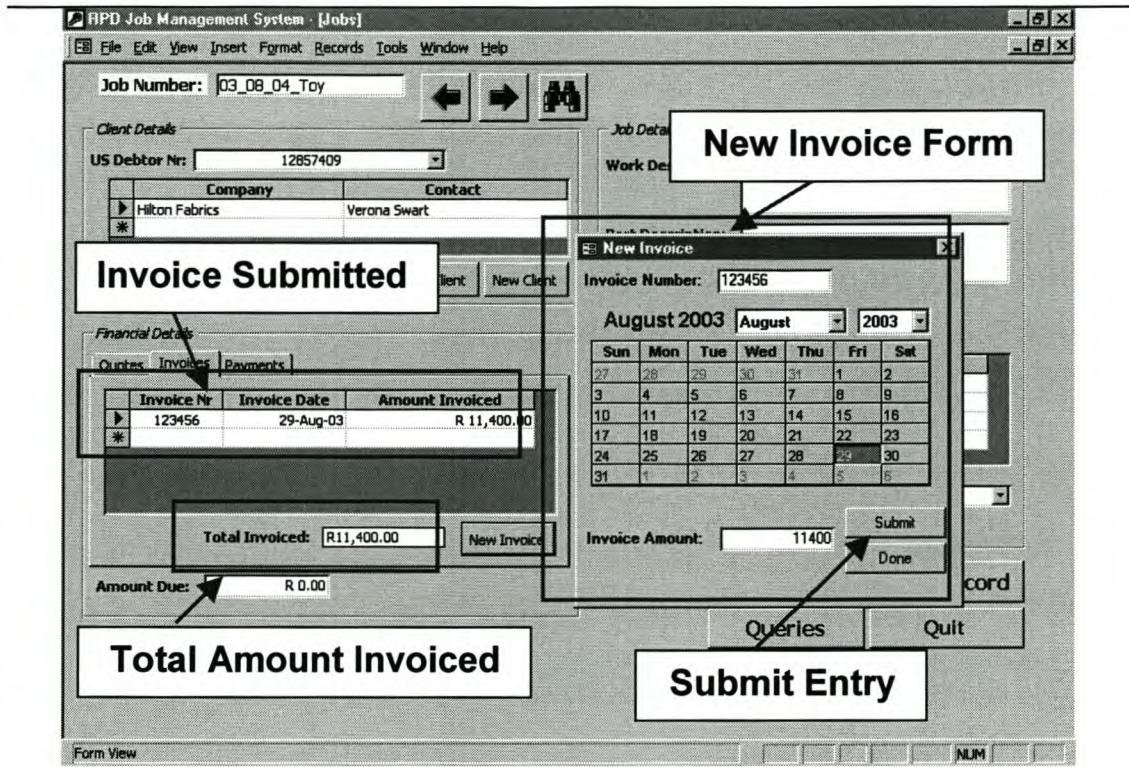 RPD Job Management System - [Jobs]
File Edit View Insert Format Records Tools Window Help
Job Number: 03_08_04_Toy
Client Details
US Debtor Nr: 12857409
Company Contact
Hilton Fabrics Verona Swart
New Client
Invoice Submitted
Financial Details
Quotes Invoices Payments
Invoice Nr Invoice Date Amount Invoiced
123456 29-Aug-03 R 11,400.00
Total Invoiced: R11,400.00 New Invoice
Amount Due: R 0.00
Total Amount Invoiced
New Invoice Form
New Invoice
Invoice Number: 123456
August 2003 August 2003
Sun Mon Tue Wed Thu Fri Sat
27 28 29 30 31 1 2
3 4 5 6 7 8 9
10 11 12 13 14 15 16
17 18 19 20 21 22 23
24 25 26 27 28 29 30
31 1 2 3 4 5 6
Invoice Amount: 11400
Submit
Done
Queries Quit
Submit Entry
Form View NUM